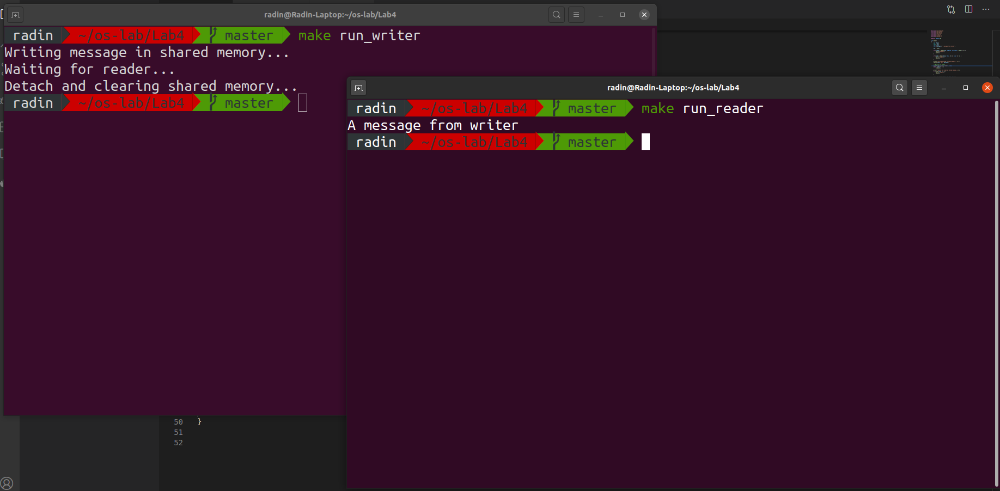 radin@Radin-Laptop:~/os-lab/Lab4
radin ~/os-lab/Lab4 master make run_writer
Writing message in shared memory...
Waiting for reader...
Detach and clearing shared memory...
radin ~/os-lab/Lab4 master
radin@Radin-Laptop:~/os-lab/Lab4
radin ~/os-lab/Lab4 master make run_reader
A message from writer
radin ~/os-lab/Lab4 master
50 }
51
52